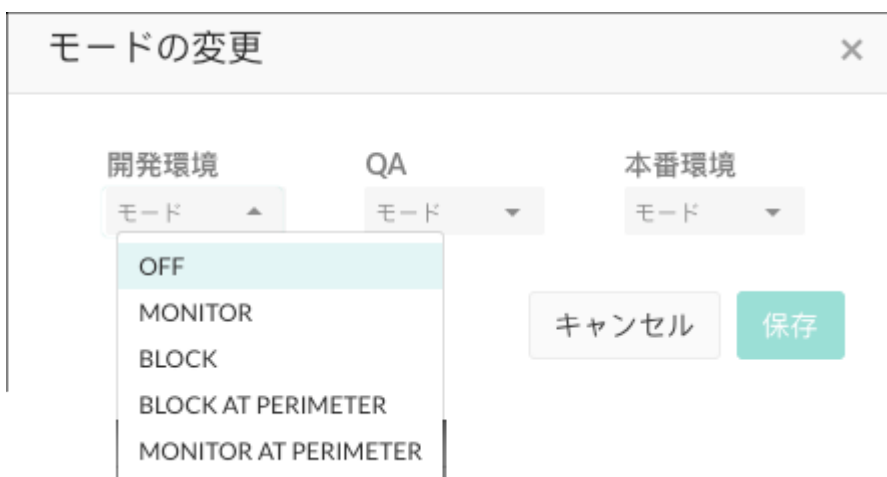 モードの変更 ×
開発環境 QA 本番環境
モード モード モード
OFF
MONITOR
キャンセル 保存
BLOCK
BLOCK AT PERIMETER
MONITOR AT PERIMETER